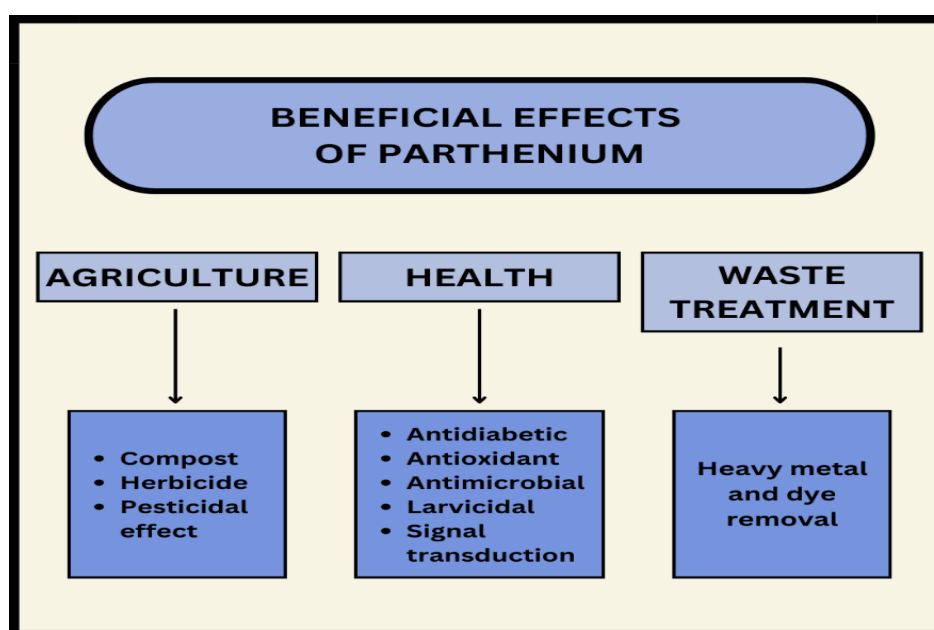 BENEFICIAL EFFECTS
OF PARTHENIUM
AGRICULTURE
• Compost
• Herbicide
• Pesticidal
effect
HEALTH
• Antidiabetic
• Antioxidant
• Antimicrobial
• Larvicidal
• Signal
transduction
WASTE
TREATMENT
Heavy metal
and dye
removal